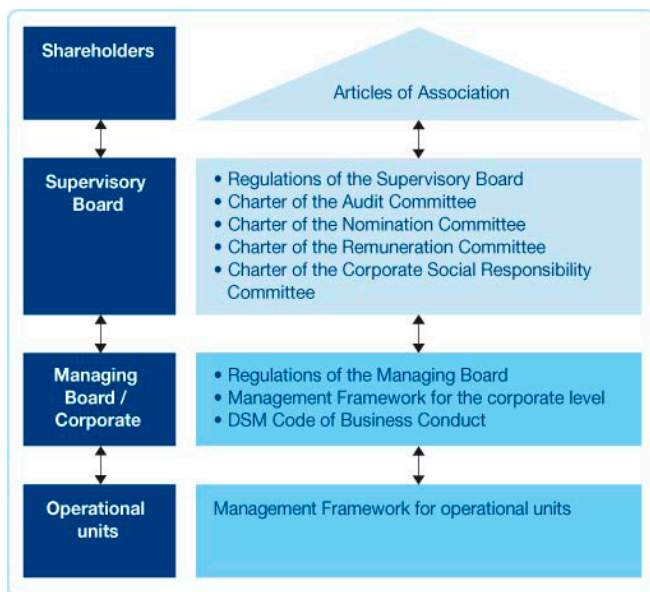 Shareholders
Articles of Association
Supervisory
Board
• Regulations of the Supervisory Board
• Charter of the Audit Committee
• Charter of the Nomination Committee
• Charter of the Remuneration Committee
• Charter of the Corporate Social Responsibility
Committee
Managing
Board /
Corporate
• Regulations of the Managing Board
• Management Framework for the corporate level
• DSM Code of Business Conduct
Operational
units
Management Framework for operational units